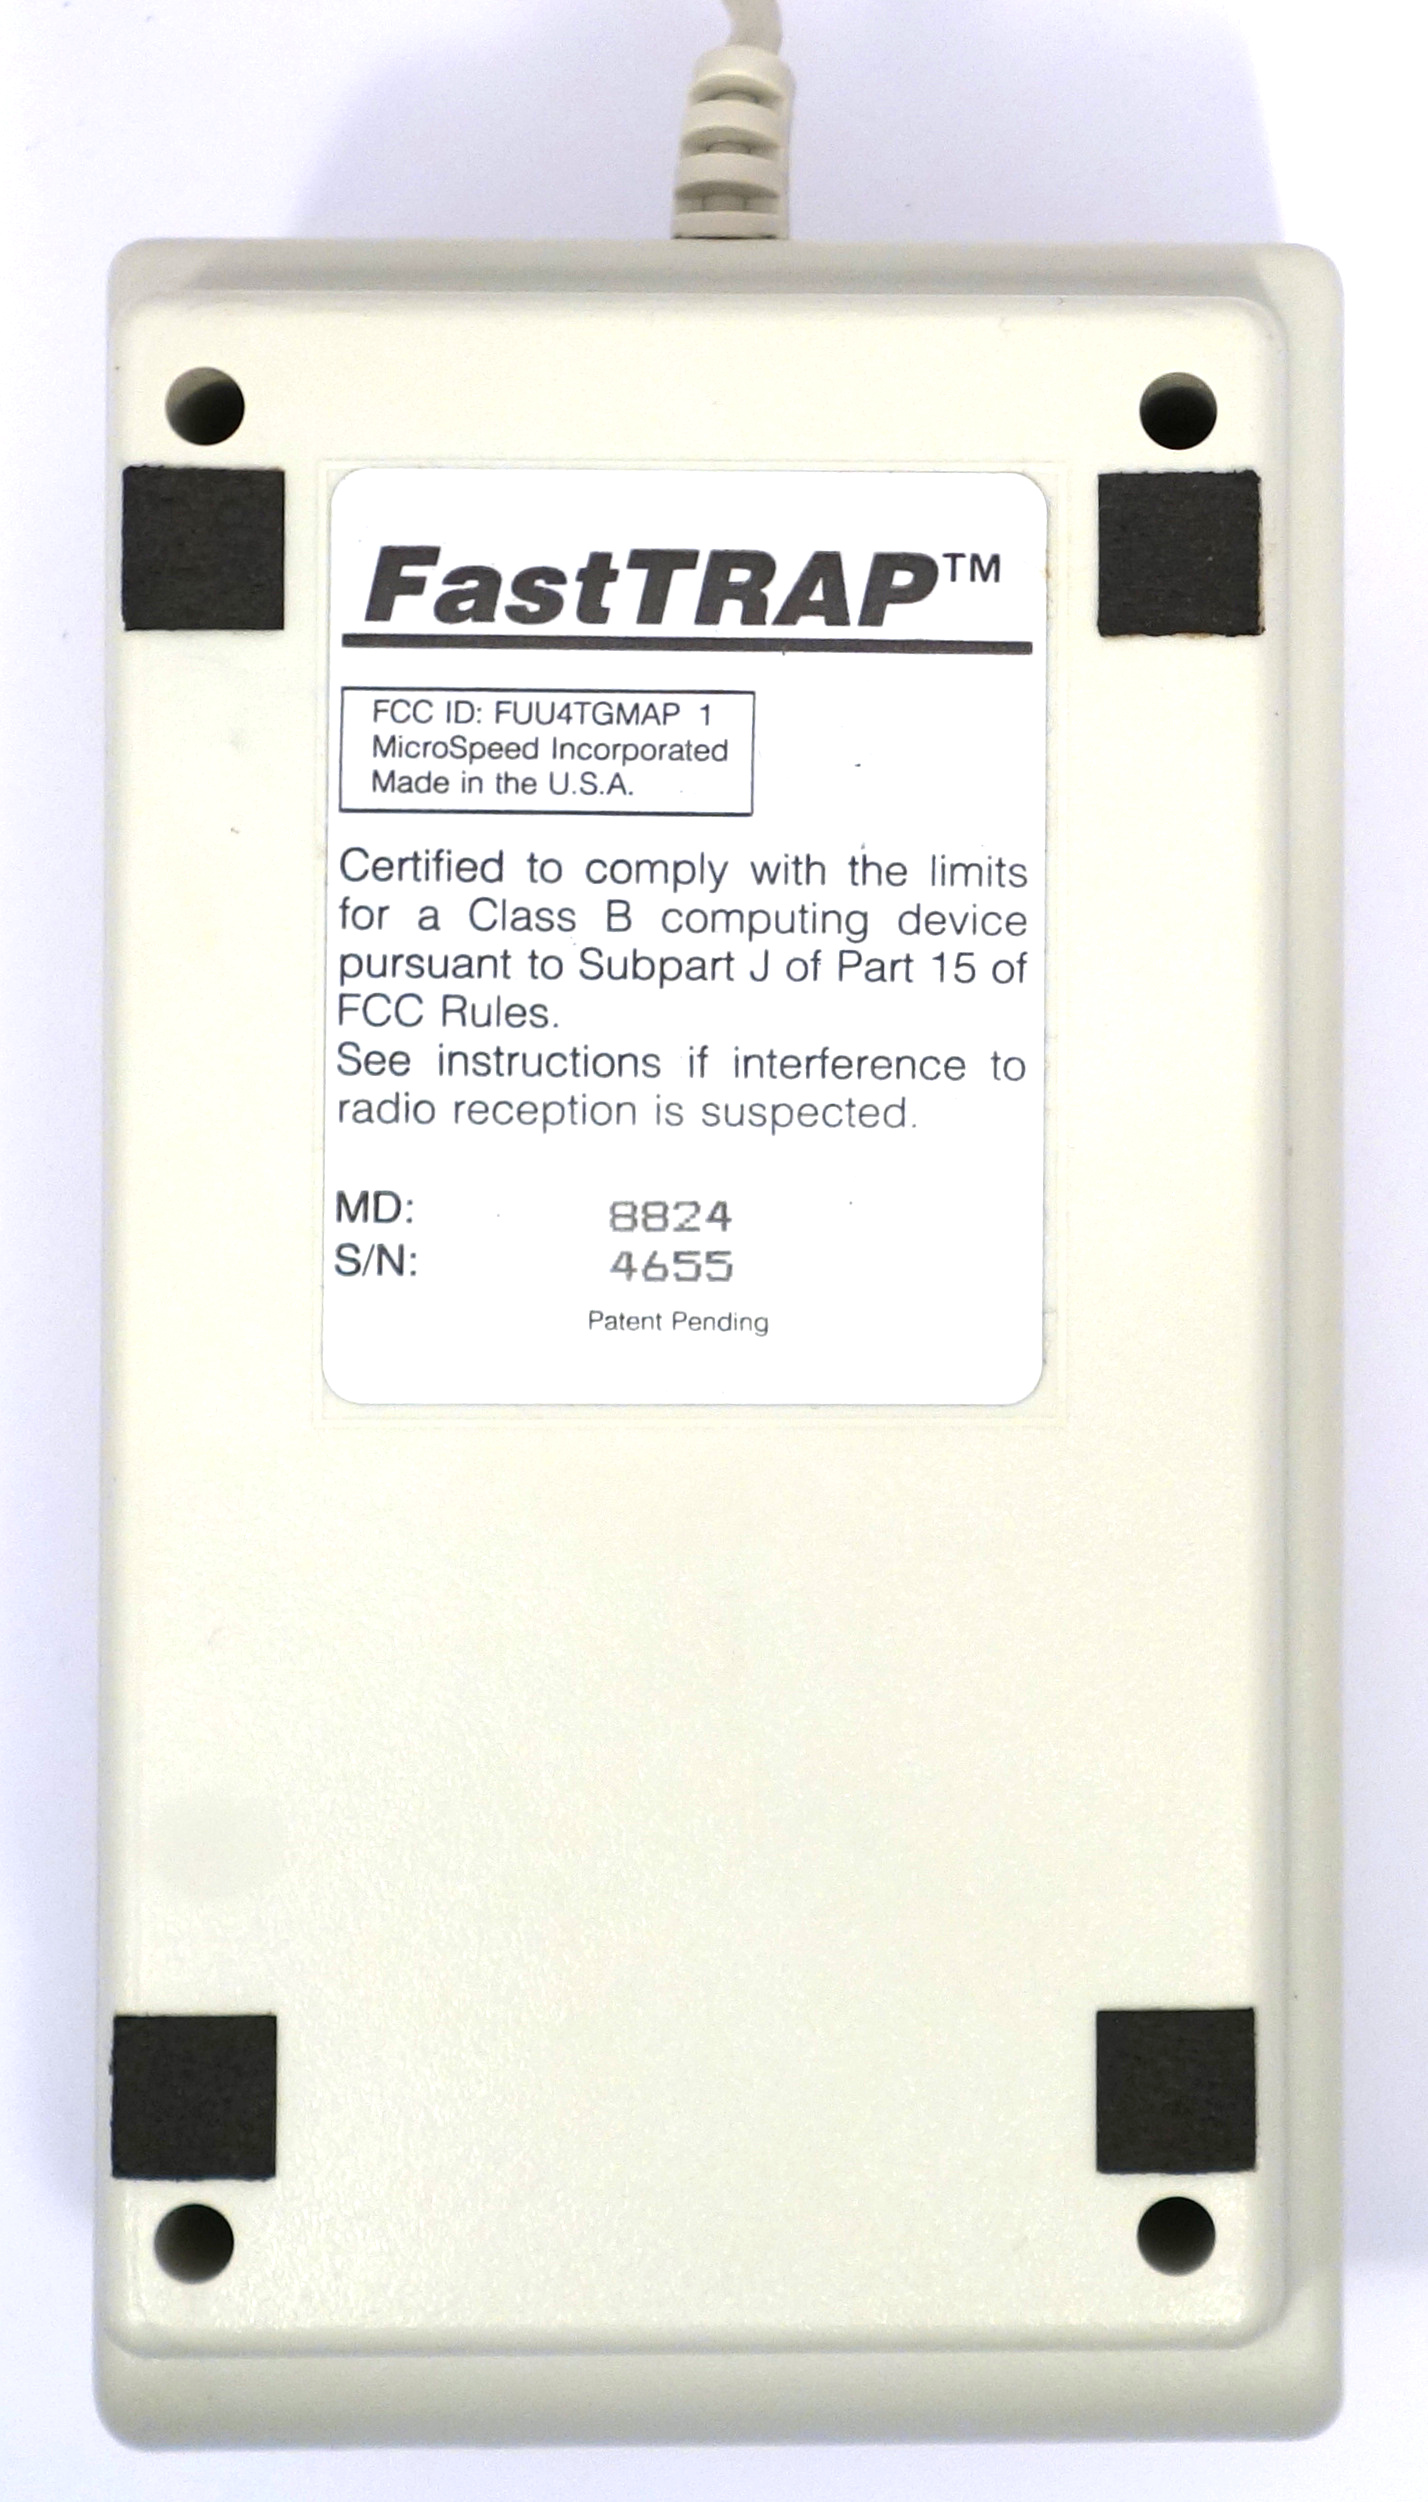 FastTRAP™
FCC ID: FUU4TGMAP 1
MicroSpeed Incorporated
Made in the U.S.A.
Certified to comply with the limits
for a Class B computing device
pursuant to Subpart J of Part 15 of
FCC Rules.
See instructions if interference to
radio reception is suspected.
MD: 8824
S/N: 4655
Patent Pending